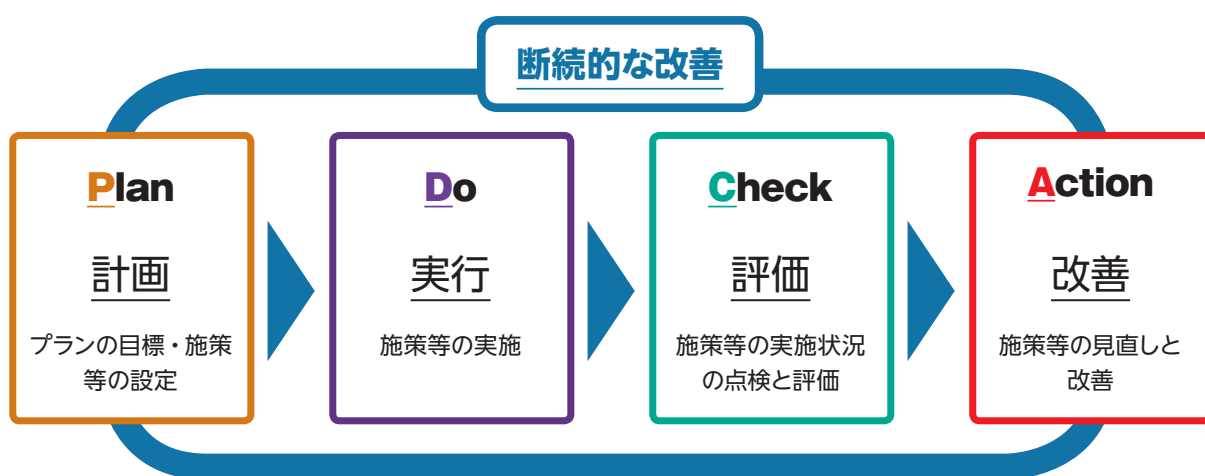 断続的な改善
Plan
計画
プランの目標・施策
等の設定
Do
実行
施策等の実施
Check
評価
施策等の実施状況
の点検と評価
Action
改善
施策等の見直しと
改善